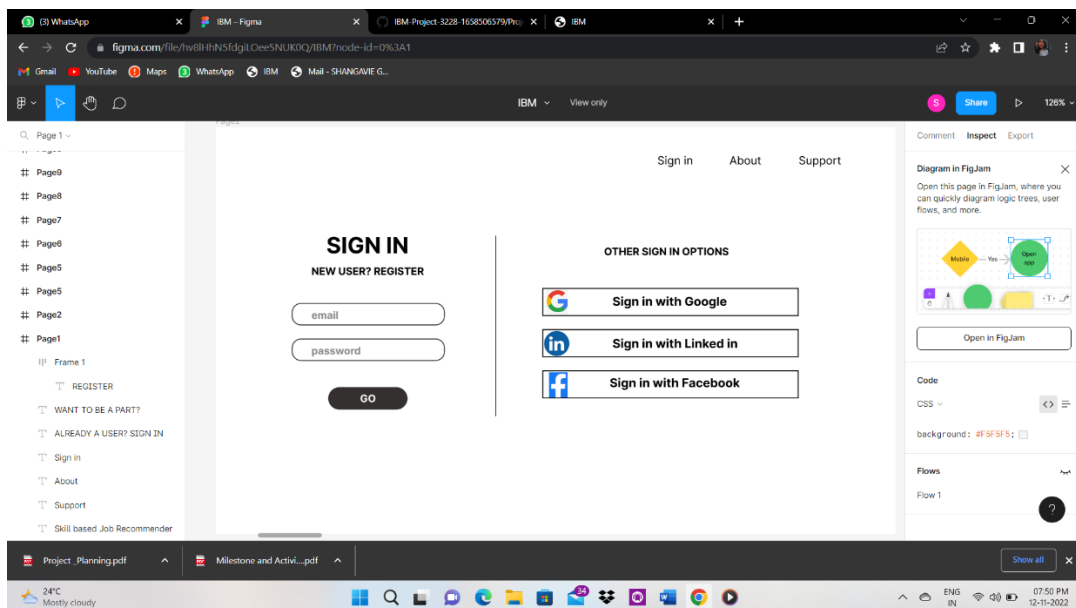 (3) WhatsApp
IBM – Figma
IBM-Project-3228-1658506579/Proj
IBM
figma.com/file/hv8lHhN5fdgiLOee5NUK0Q/IBM?node-id=0%3A1
Gmail
YouTube
Maps
WhatsApp
IBM
Mail - SHANGAVIE G...
IBM
View only
S
Share
126%
Page 1
Page9
Page8
Page7
Page6
Page5
Page5
Page2
Page1
Frame 1
REGISTER
WANT TO BE A PART?
ALREADY A USER? SIGN IN
Sign in
About
Support
Skill based Job Recommender
Sign in About Support
SIGN IN
NEW USER? REGISTER
email
password
GO
OTHER SIGN IN OPTIONS
Sign in with Google
in
Sign in with Linked in
f
Sign in with Facebook
Comment Inspect Export
Diagram in FigJam
Open this page in FigJam, where you
can quickly diagram logic trees, user
flows, and more.
Mobile
Yes
Open
app
T
Open in FigJam
Code
CSS
background: #F5F5F5;
Flows
Flow 1
?
Project _Planning.pdf
Milestone and Activi....pdf
Show all
24°C
Mostly cloudy
34
ENG
IN
07:50 PM
12-11-2022